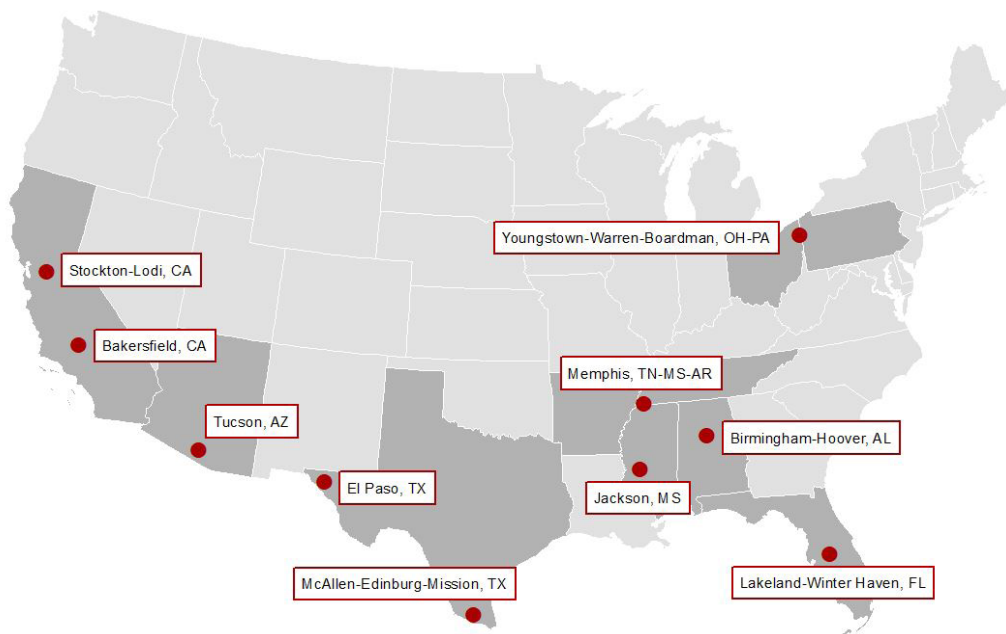 Youngstown-Warren-Boardman, OH-PA
Stockton-Lodi, CA
Bakersfield, CA
Memphis, TN-MS-AR
Tucson, AZ
Birmingham-Hoover, AL
El Paso, TX
Jackson, MS
McAllen-Edinburg-Mission, TX
Lakeland-Winter Haven, FL